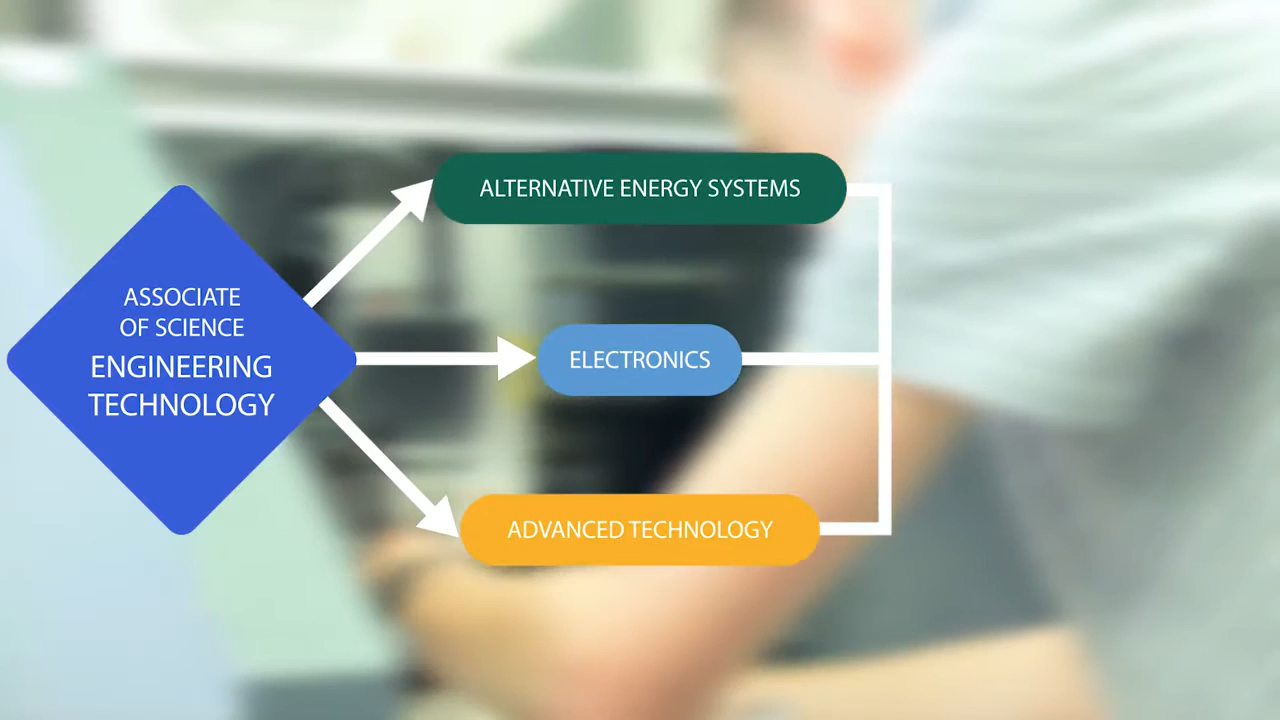 ASSOCIATE
OF SCIENCE
ENGINEERING
TECHNOLOGY
ALTERNATIVE ENERGY SYSTEMS
ELECTRONICS
ADVANCED TECHNOLOGY